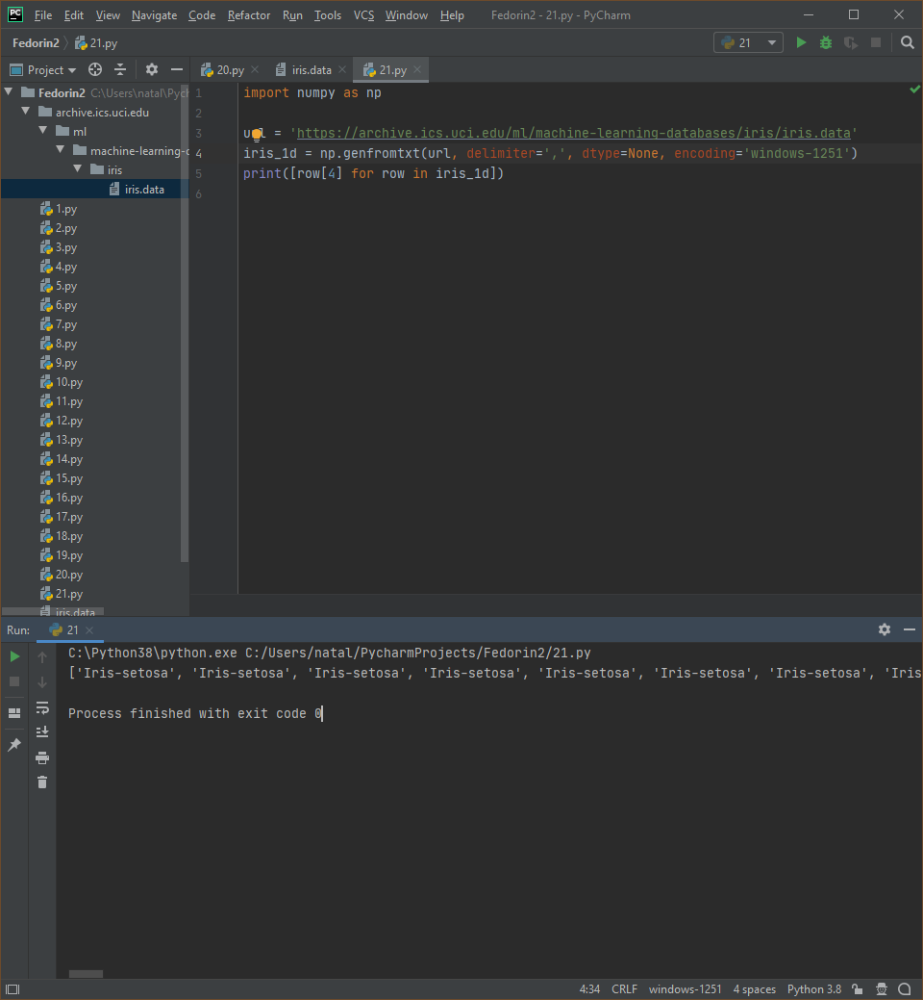 PC File Edit View Navigate Code Refactor Run Tools VCS Window Help Fedorin2 - 21.py - PyCharm
Fedorin2 21.py 21
Project 20.py iris.data 21.py
Fedorin2 C:\Users\natal\Pych
archive.ics.uci.edu
ml
machine-learning-d
iris
iris.data
1.py
2.py
3.py
4.py
5.py
6.py
7.py
8.py
9.py
10.py
11.py
12.py
13.py
14.py
15.py
16.py
17.py
18.py
19.py
20.py
21.py
iris.data
1 import numpy as np
2
3 url = 'https://archive.ics.uci.edu/ml/machine-learning-databases/iris/iris.data'
4 iris_1d = np.genfromtxt(url, delimiter=',', dtype=None, encoding='windows-1251')
5 print([row[4] for row in iris_1d])
6
Run: 21
C:\Python38\python.exe C:/Users/natal/PycharmProjects/Fedorin2/21.py
['Iris-setosa', 'Iris-setosa', 'Iris-setosa', 'Iris-setosa', 'Iris-setosa', 'Iris-setosa', 'Iris-setosa', 'Iris
Process finished with exit code 0
4:34 CRLF windows-1251 4 spaces Python 3.8